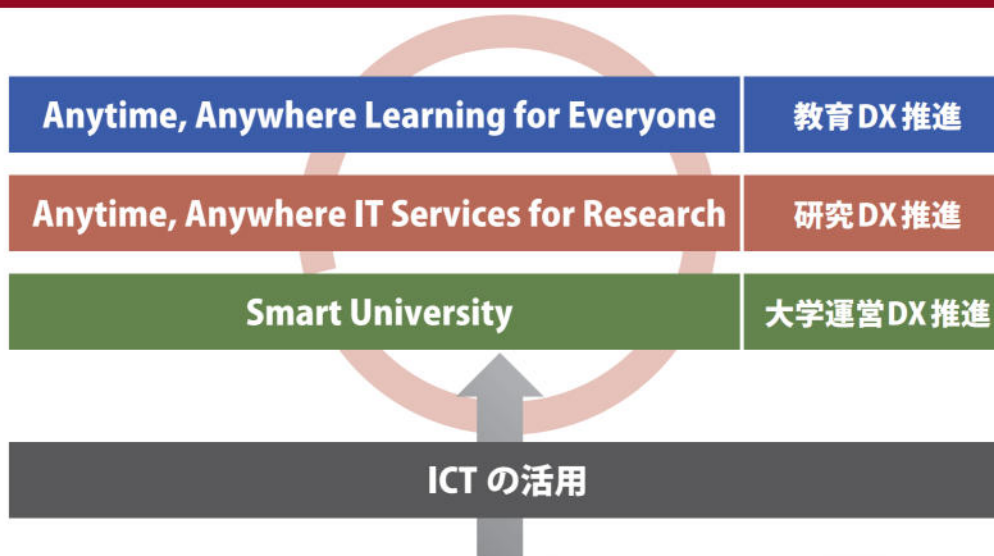 Anytime, Anywhere Learning for Everyone
教育DX推進
Anytime, Anywhere IT Services for Research
研究DX推進
Smart University
大学運営DX推進
ICTの活用